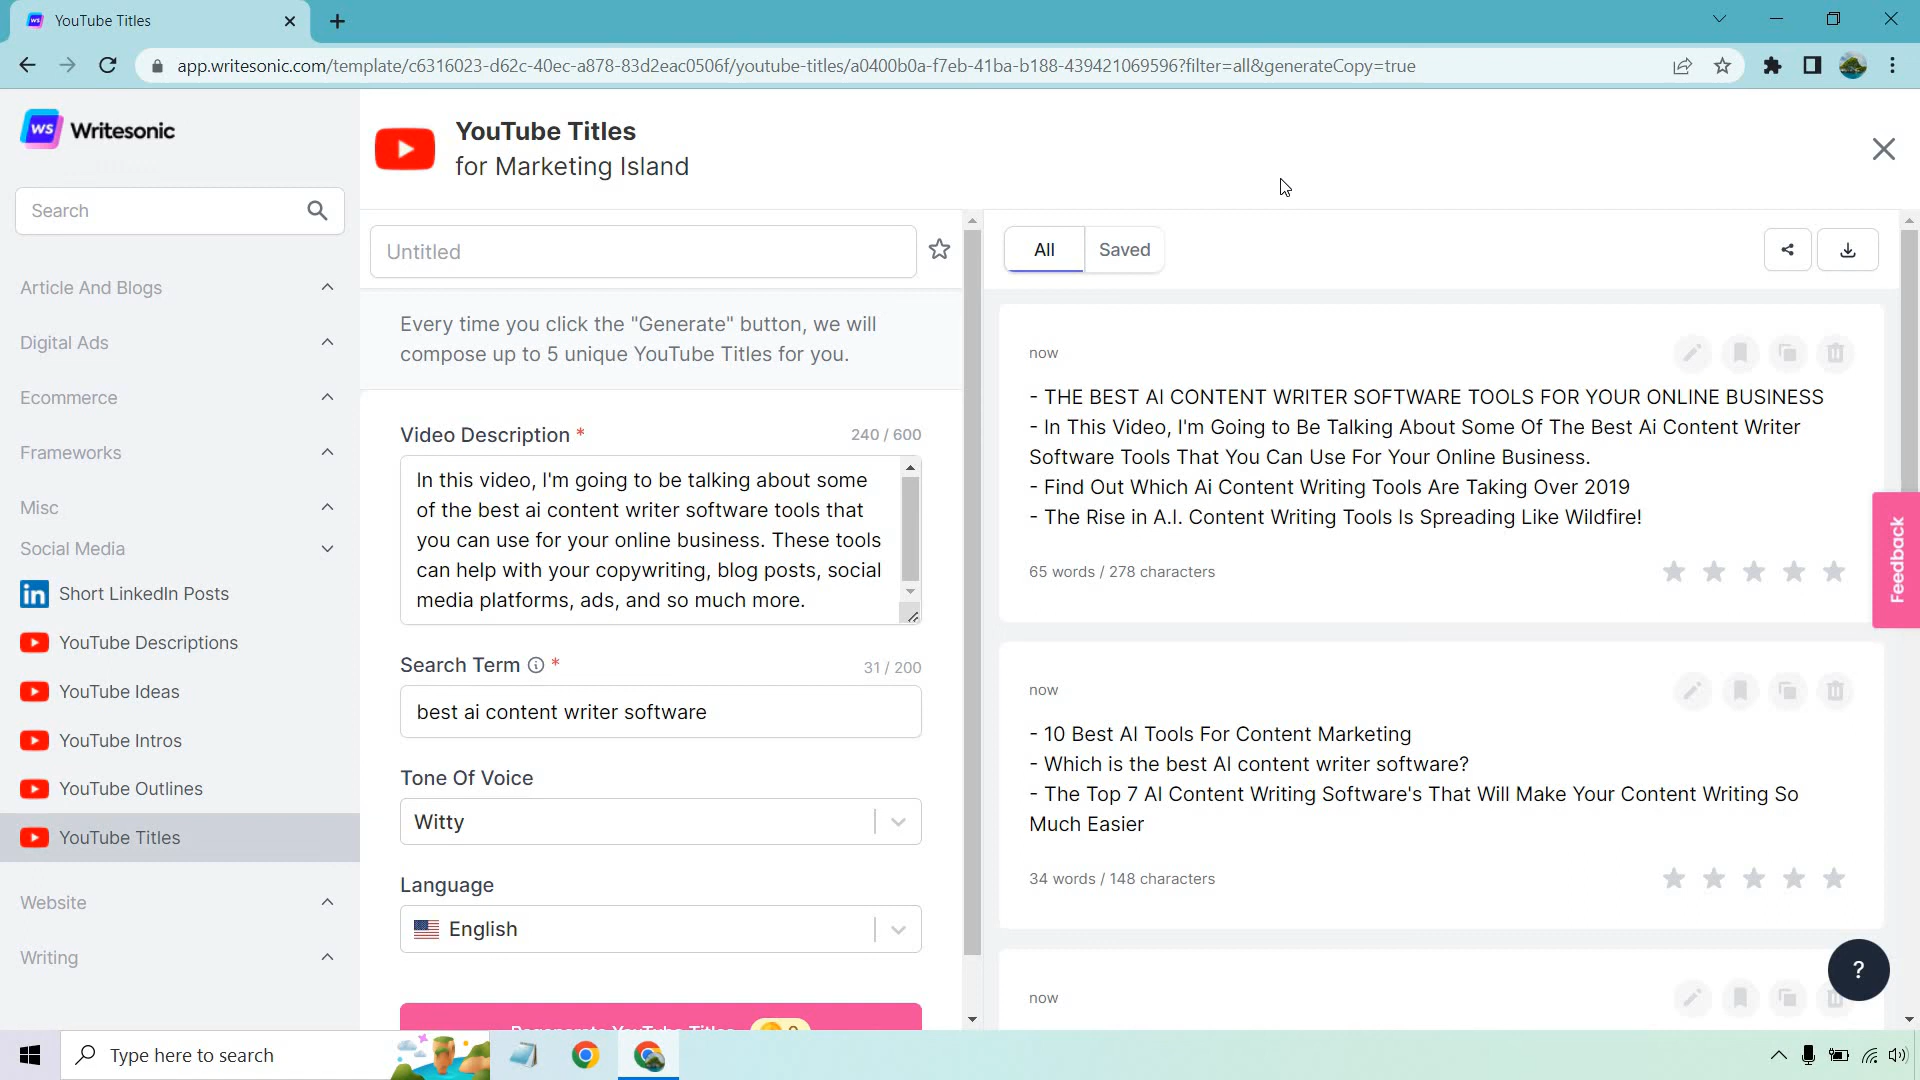 YouTube Titles
app.writesonic.com/template/c6316023-d62c-40ec-a878-83d2eac0506f/youtube-titles/a0400b0a-f7eb-41ba-b188-439421069596?filter=all&generateCopy=true
WS Writesonic
YouTube Titles
for Marketing Island
Search
Untitled
All
Saved
Every time you click the "Generate" button, we will
compose up to 5 unique YouTube Titles for you.
Article And Blogs
Digital Ads
Ecommerce
Frameworks
Misc
Social Media
Short LinkedIn Posts
YouTube Descriptions
YouTube Ideas
YouTube Intros
YouTube Outlines
YouTube Titles
Website
Writing
Video Description *
240 / 600
In this video, I'm going to be talking about some
of the best ai content writer software tools that
you can use for your online business. These tools
can help with your copywriting, blog posts, social
media platforms, ads, and so much more.
Search Term *
31 / 200
best ai content writer software
Tone Of Voice
Witty
Language
English
Regenerate YouTube Titles
now
- THE BEST AI CONTENT WRITER SOFTWARE TOOLS FOR YOUR ONLINE BUSINESS
- In This Video, I'm Going to Be Talking About Some Of The Best Ai Content Writer
Software Tools That You Can Use For Your Online Business.
- Find Out Which Ai Content Writing Tools Are Taking Over 2019
- The Rise in A.I. Content Writing Tools Is Spreading Like Wildfire!
65 words / 278 characters
now
- 10 Best AI Tools For Content Marketing
- Which is the best AI content writer software?
- The Top 7 AI Content Writing Software's That Will Make Your Content Writing So
Much Easier
34 words / 148 characters
now
Feedback
?
Type here to search